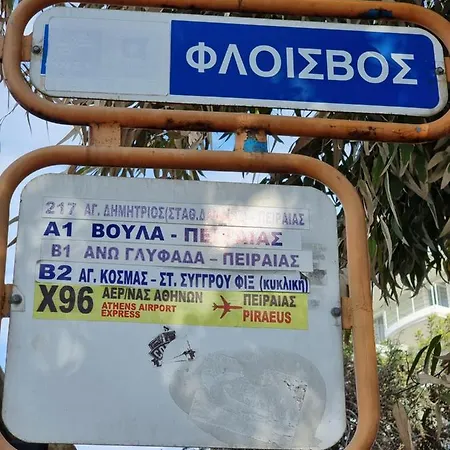 ΦΛΟΙΣΒΟΣ
217 ΑΓ. ΔΗΜΗΤΡΙΟΣ(ΣΤΑΘ. ΠΕΙΡΑΙΑΣ
Α1 ΒΟΥΛΑ - ΠΕΙΡΑΙΑΣ
Β1 ΑΝΩ ΓΛΥΦΑΔΑ - ΠΕΙΡΑΙΑΣ
Β2 ΑΓ. ΚΟΣΜΑΣ - ΣΤ. ΣΥΓΓΡΟΥ ΦΙΞ (κυκλική)
Χ96 ΑΕΡ/ΝΑΣ ΑΘΗΝΩΝ ΠΕΙΡΑΙΑΣ
ATHENS AIRPORT EXPRESS PIRAEUS